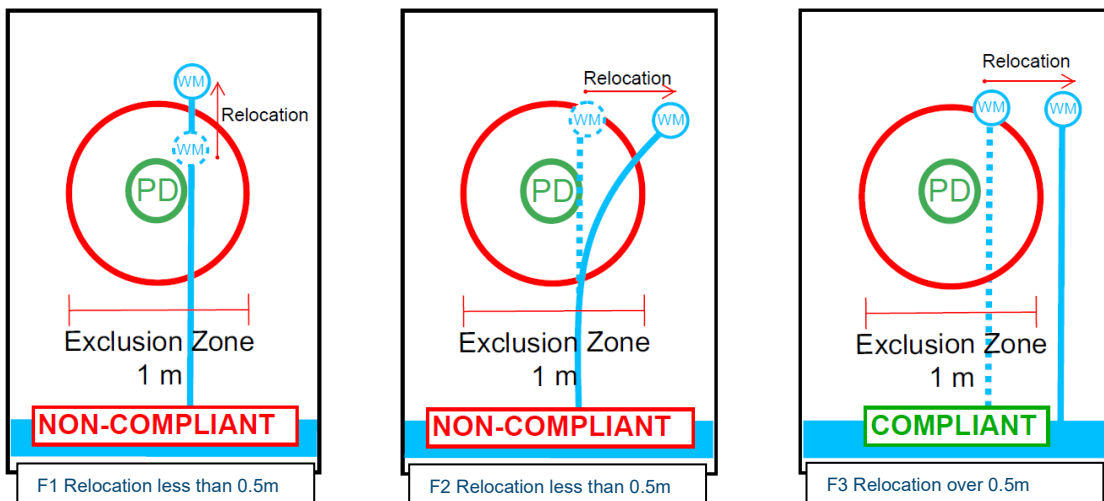 WM
Relocation
WM
PD
Exclusion Zone
1 m
NON-COMPLIANT
F1 Relocation less than 0.5m
Relocation
WM
WM
PD
Exclusion Zone
1 m
NON-COMPLIANT
F2 Relocation less than 0.5m
Relocation
WM
WM
PD
Exclusion Zone
1 m
COMPLIANT
F3 Relocation over 0.5m